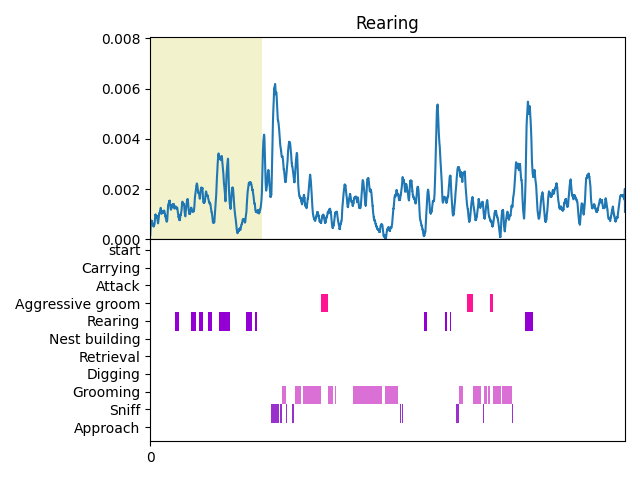 Rearing
0.008
0.006
0.004
0.002
0.000
start
Carrying
Attack
Aggressive groom
Rearing
Nest building
Retrieval
Digging
Grooming
Sniff
Approach
0